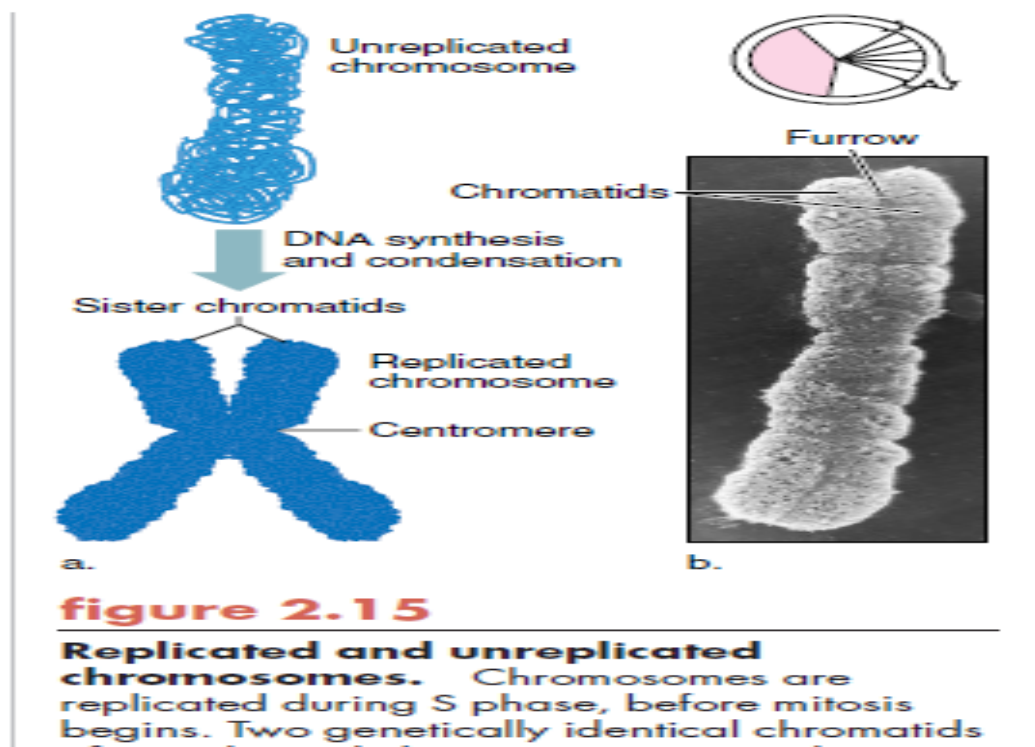 Unreplicated
chromosome
DNA synthesis
and condensation
Sister chromatids
Replicated
chromosome
Centromere
a.
Furrow
Chromatids
b.
figure 2.15
Replicated and unreplicated
chromosomes. Chromosomes are
replicated during S phase, before mitosis
begins. Two genetically identical chromatids